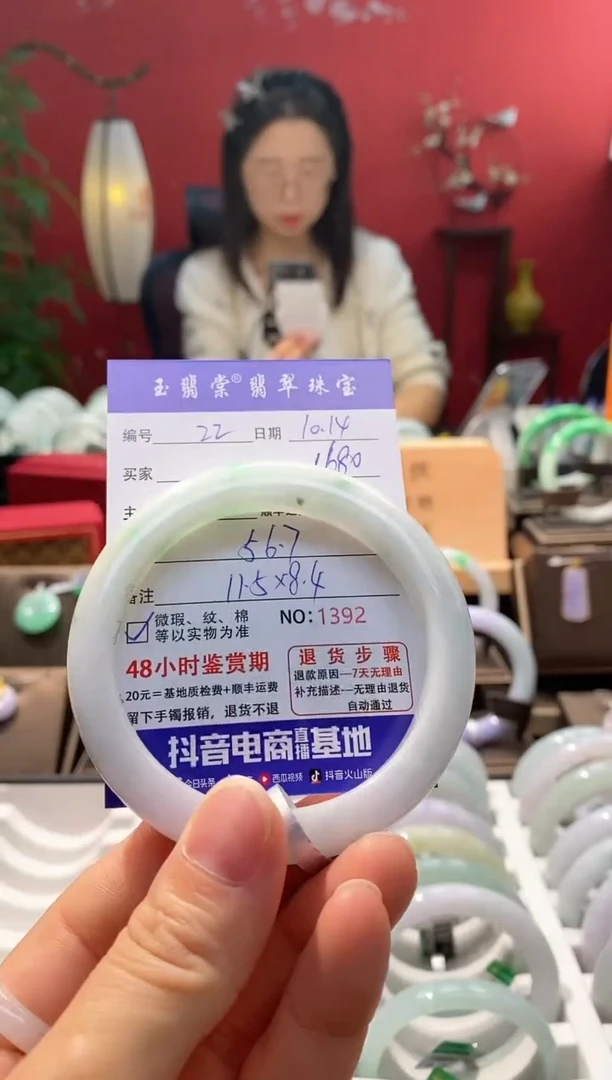 玉翡棠®翡翠珠宝
编号 22 日期 10.14
买家 1680
主
56.7
备注 11.5×8.4
微瑕、纹、棉
等以实物为准
NO:1392
48小时鉴赏期
20元=基地质检费+顺丰运费
留下手镯报销，退货不退
退货步骤
退款原因—7天无理由
补充描述—无理由退货
自动通过
抖音电商直播基地
今日头条 西瓜视频 抖音火山版